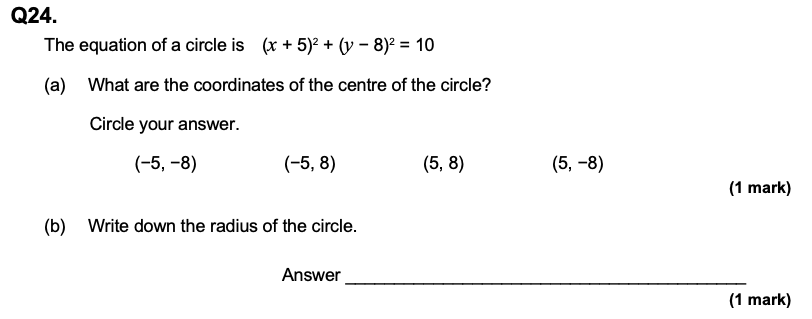 Q24.
The equation of a circle is (x + 5)² + (y − 8)² = 10
(a) What are the coordinates of the centre of the circle?
Circle your answer.
(−5, −8) (−5, 8) (5, 8) (5, −8)
(1 mark)
(b) Write down the radius of the circle.
Answer ____________________
(1 mark)